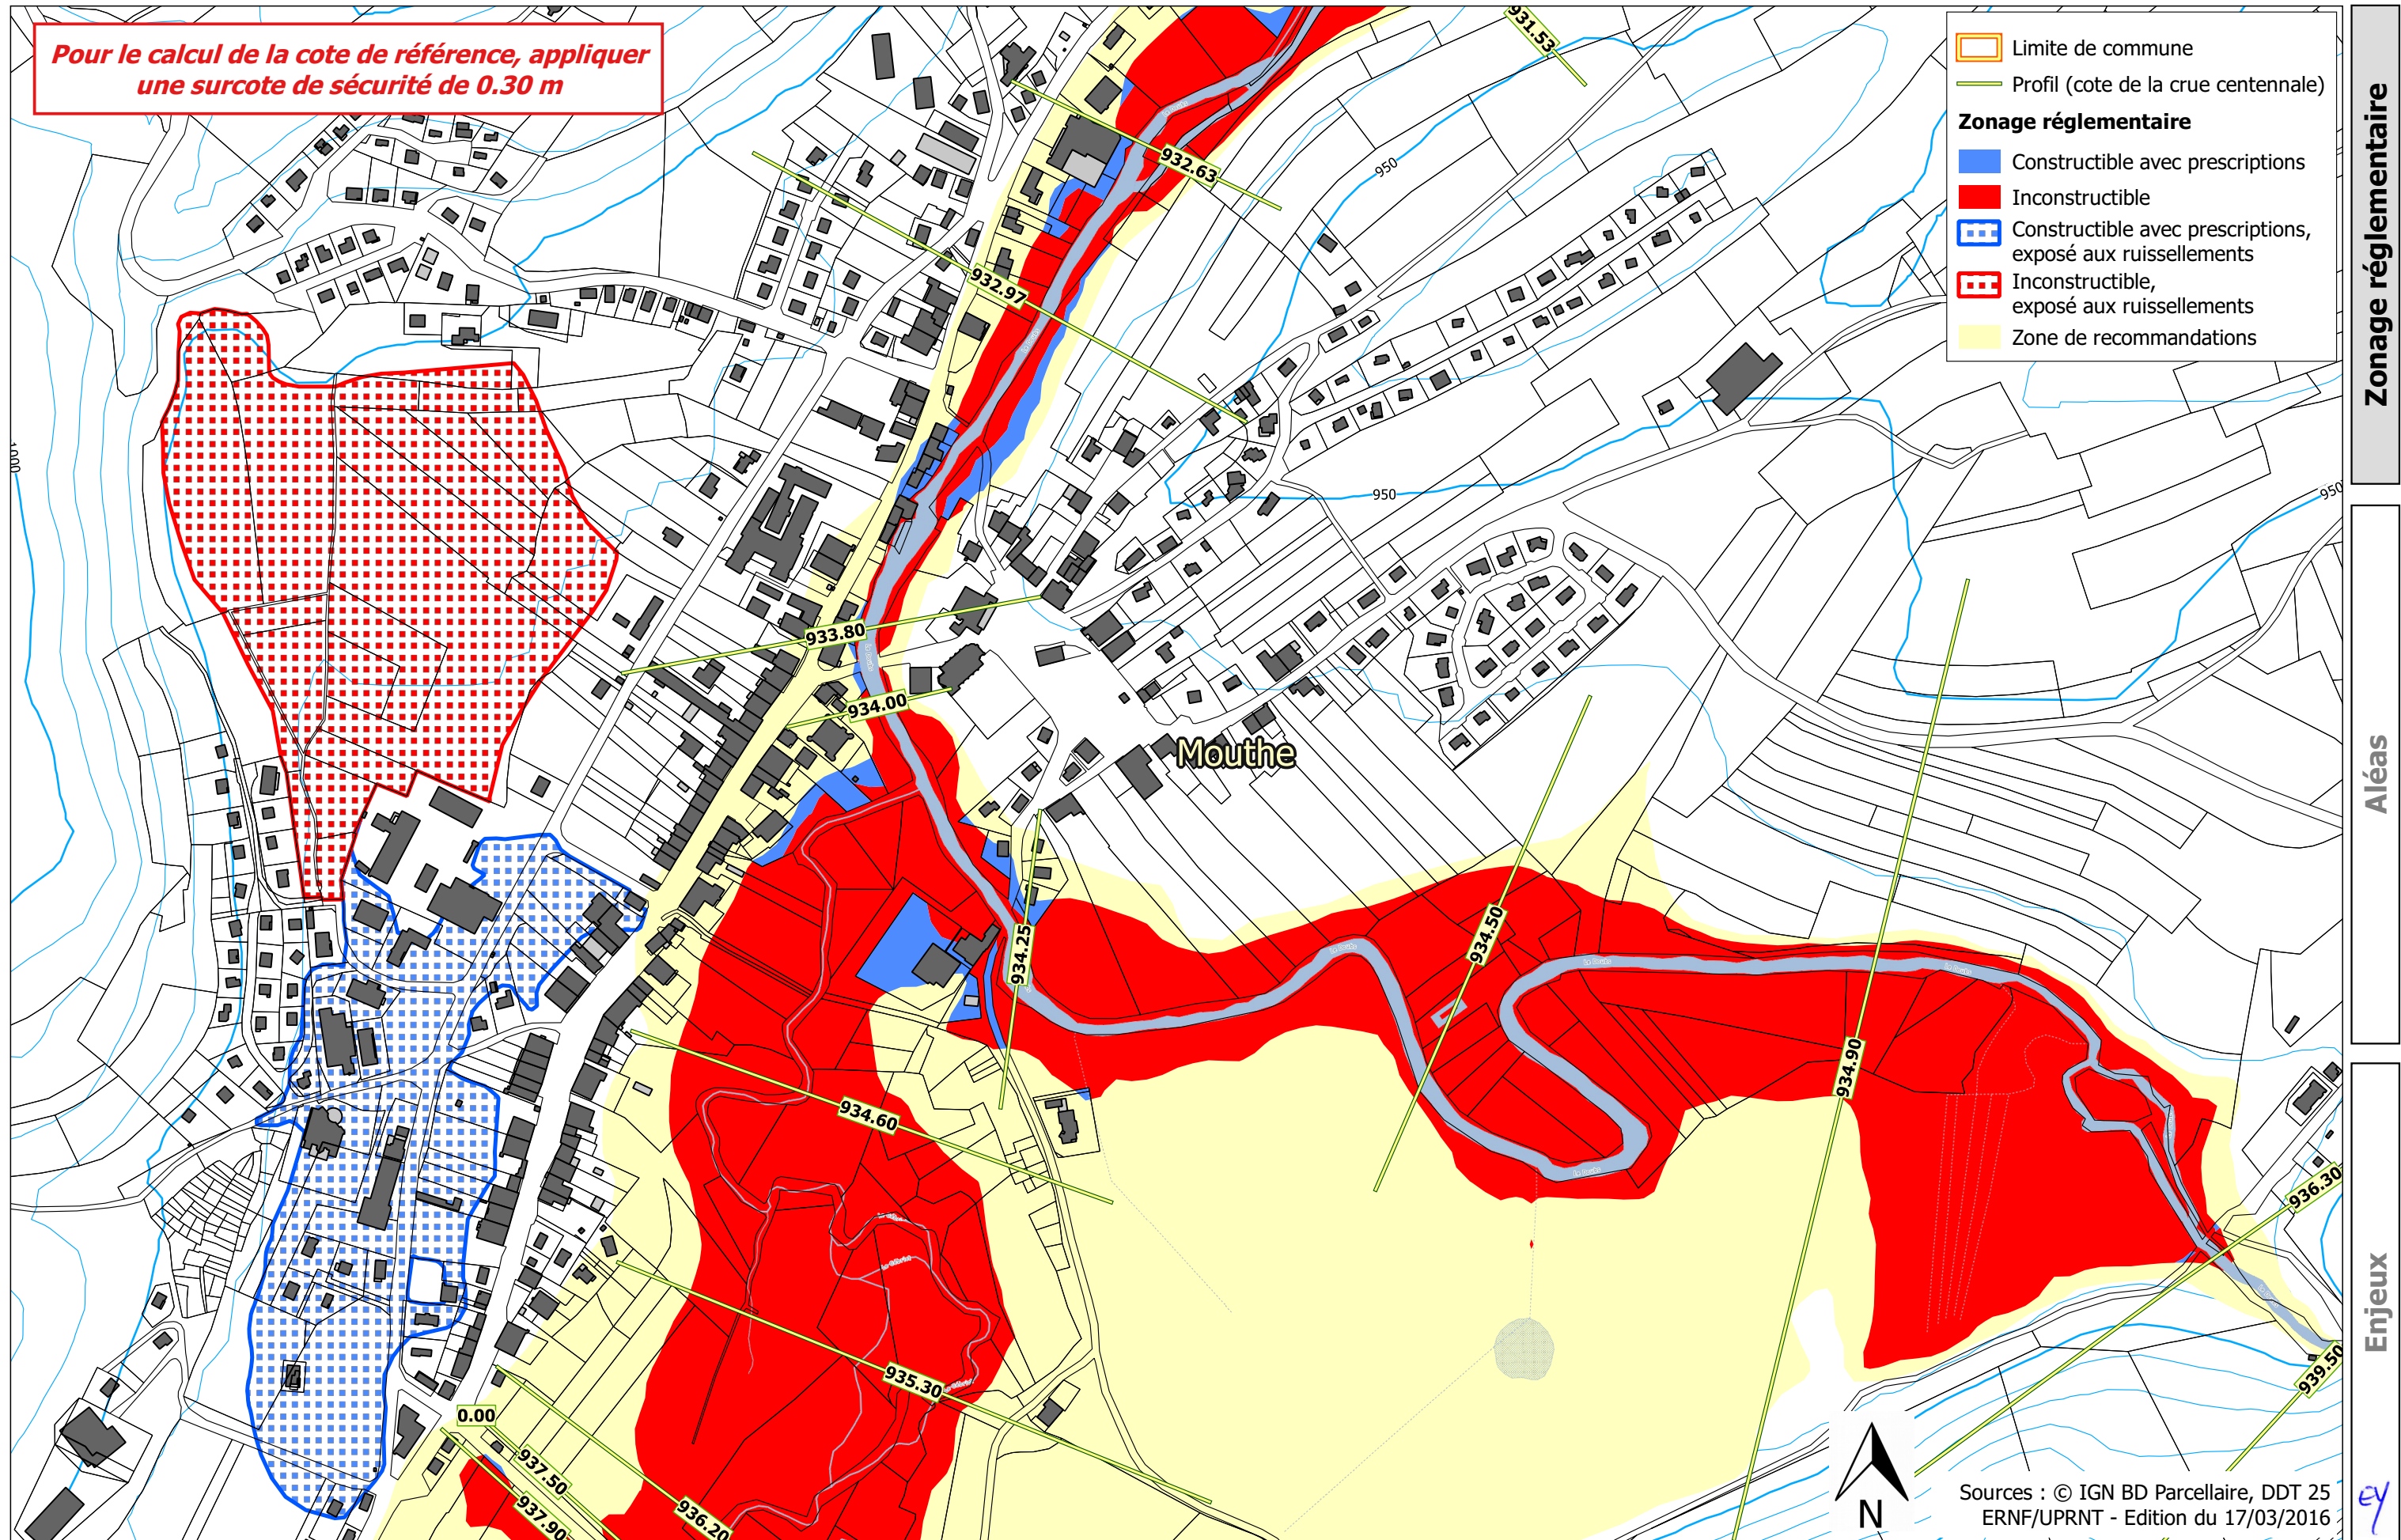 Pour le calcul de la cote de référence, appliquer
une surcote de sécurité de 0.30 m
Limite de commune
Profil (cote de la crue centennale)
Zonage réglementaire
Constructible avec prescriptions
Inconstructible
Constructible avec prescriptions,
exposé aux ruissellements
Inconstructible,
exposé aux ruissellements
Zone de recommandations
Zonage réglementaire
Aléas
Enjeux
931.53
932.63
950
932.97
1000
950
950
933.80
934.00
Mouthe
934.25
934.50
934.90
934.60
936.30
935.30
939.50
0.00
937.50
937.90
936.20
N
Sources : © IGN BD Parcellaire, DDT 25
ERNF/UPRNT - Edition du 17/03/2016
EY